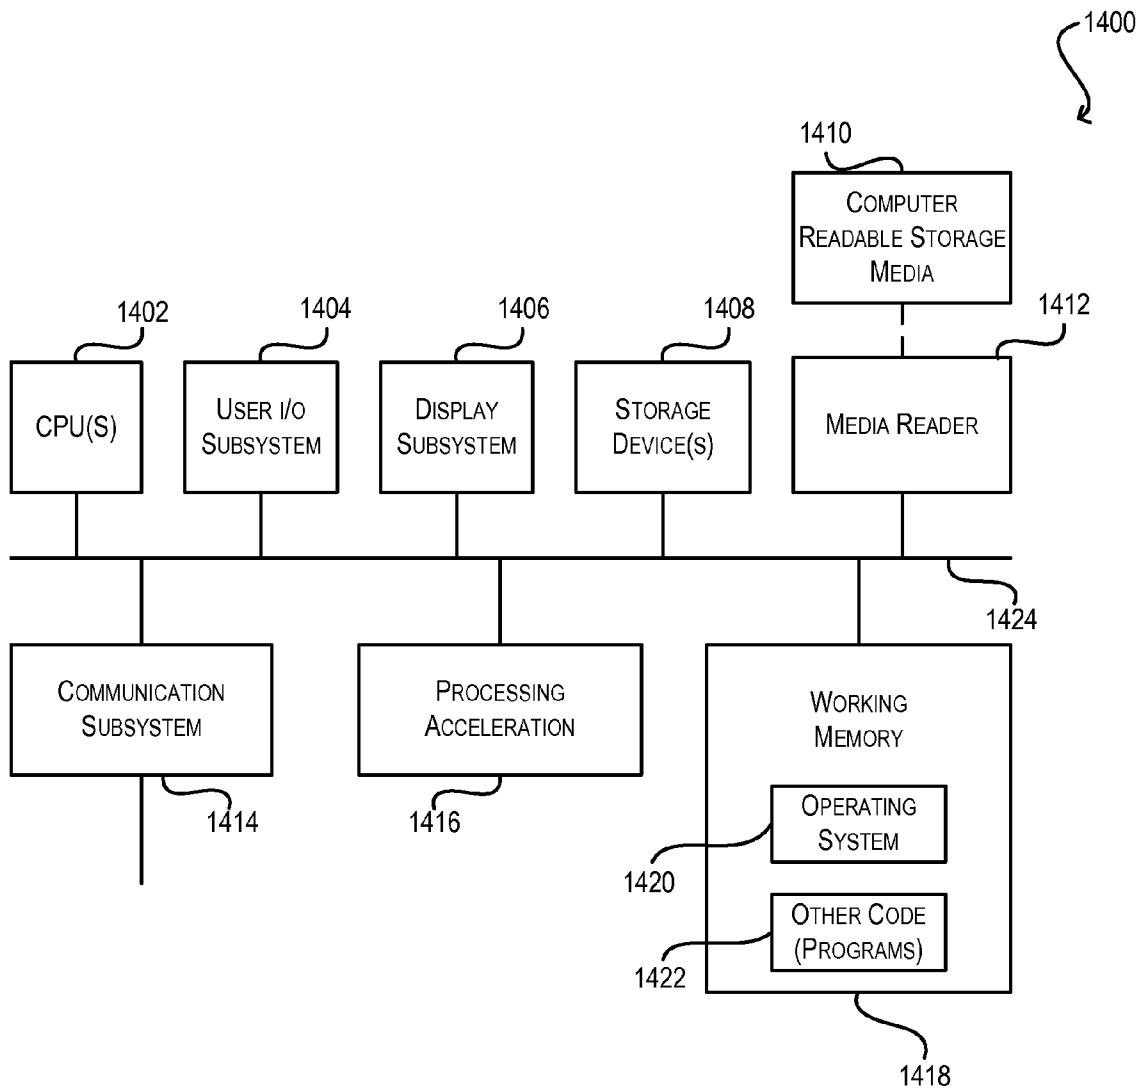 1400
1410
COMPUTER
READABLE STORAGE
MEDIA
1402
1404
1406
1408
1412
CPU(S)
USER I/O
SUBSYSTEM
DISPLAY
SUBSYSTEM
STORAGE
DEVICE(S)
MEDIA READER
1424
COMMUNICATION
SUBSYSTEM
PROCESSING
ACCELERATION
WORKING
MEMORY
1414
1416
OPERATING
SYSTEM
1420
OTHER CODE
(PROGRAMS)
1422
1418